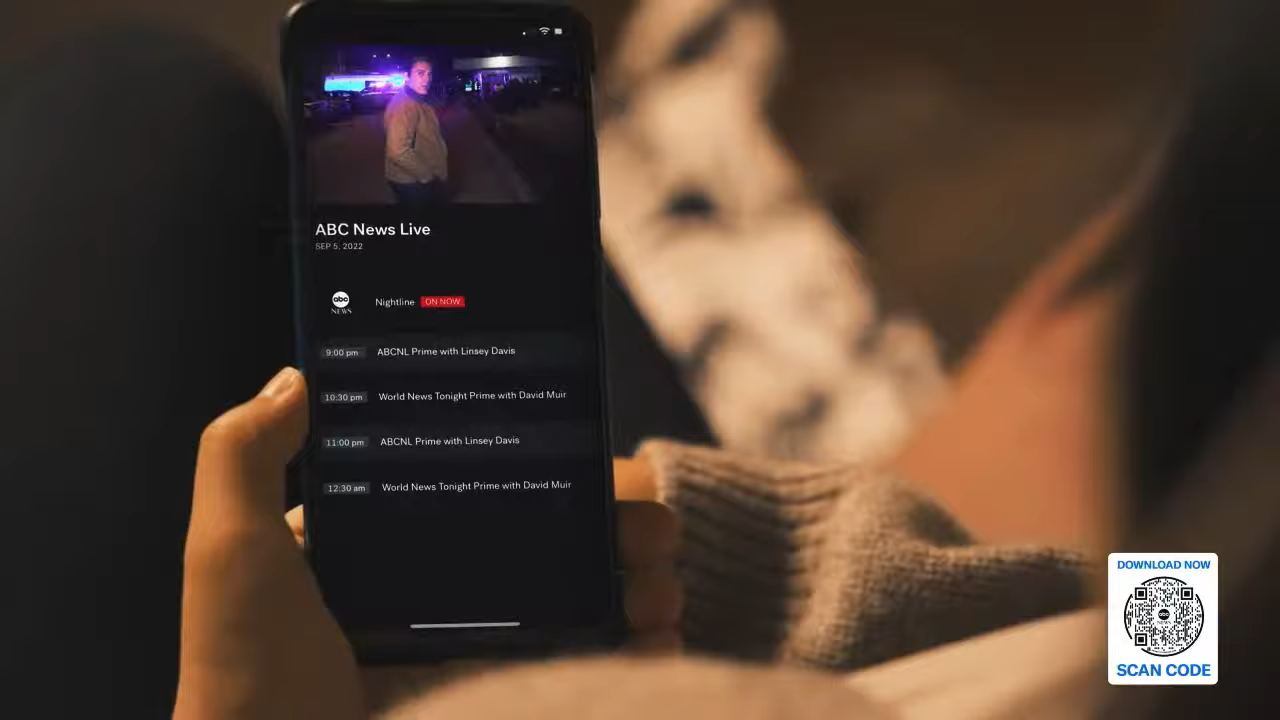 ABC News Live
SEP 5, 2022
abc
NEWS
Nightline ON NOW
9:00 pm ABCNL Prime with Linsey Davis
10:30 pm World News Tonight Prime with David Muir
11:00 pm ABCNL Prime with Linsey Davis
12:30 am World News Tonight Prime with David Muir
DOWNLOAD NOW
abc
NEWS
SCAN CODE